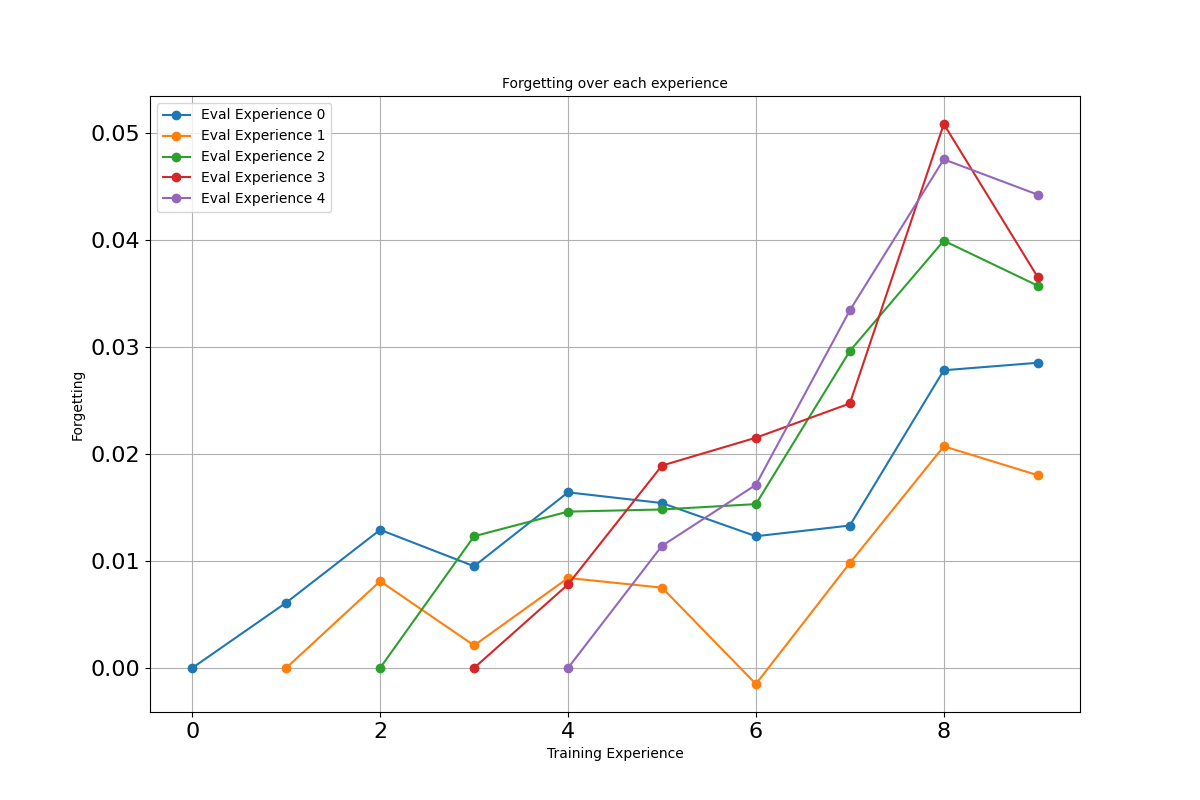 Forgetting over each experience
Eval Experience 0
Eval Experience 1
Eval Experience 2
Eval Experience 3
Eval Experience 4
0.05
0.04
0.03
0.02
0.01
0.00
Forgetting
0 2 4 6 8
Training Experience